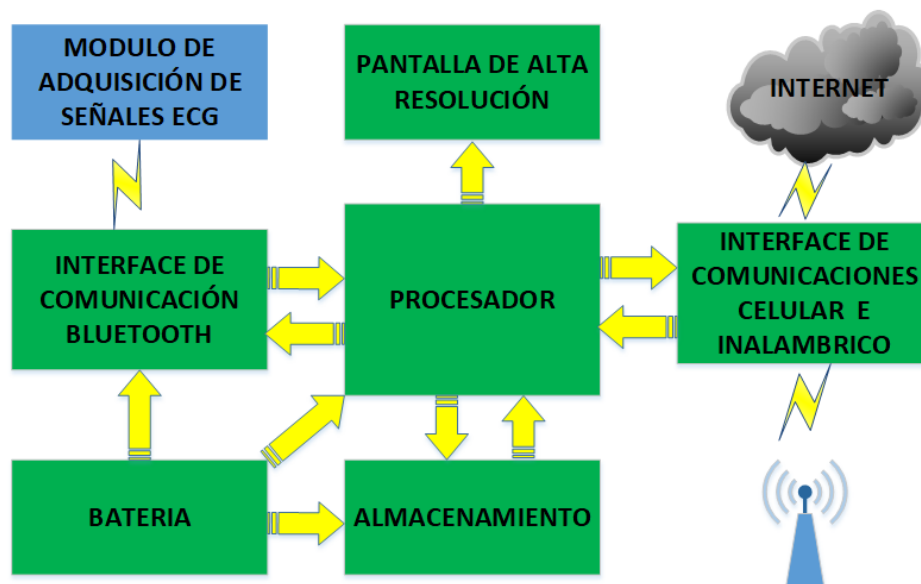 MODULO DE
ADQUISICIÓN DE
SEÑALES ECG
PANTALLA DE ALTA
RESOLUCIÓN
INTERNET
INTERFACE DE
COMUNICACIÓN
BLUETOOTH
PROCESADOR
INTERFACE DE
COMUNICACIONES
CELULAR E
INALAMBRICO
BATERIA
ALMACENAMIENTO